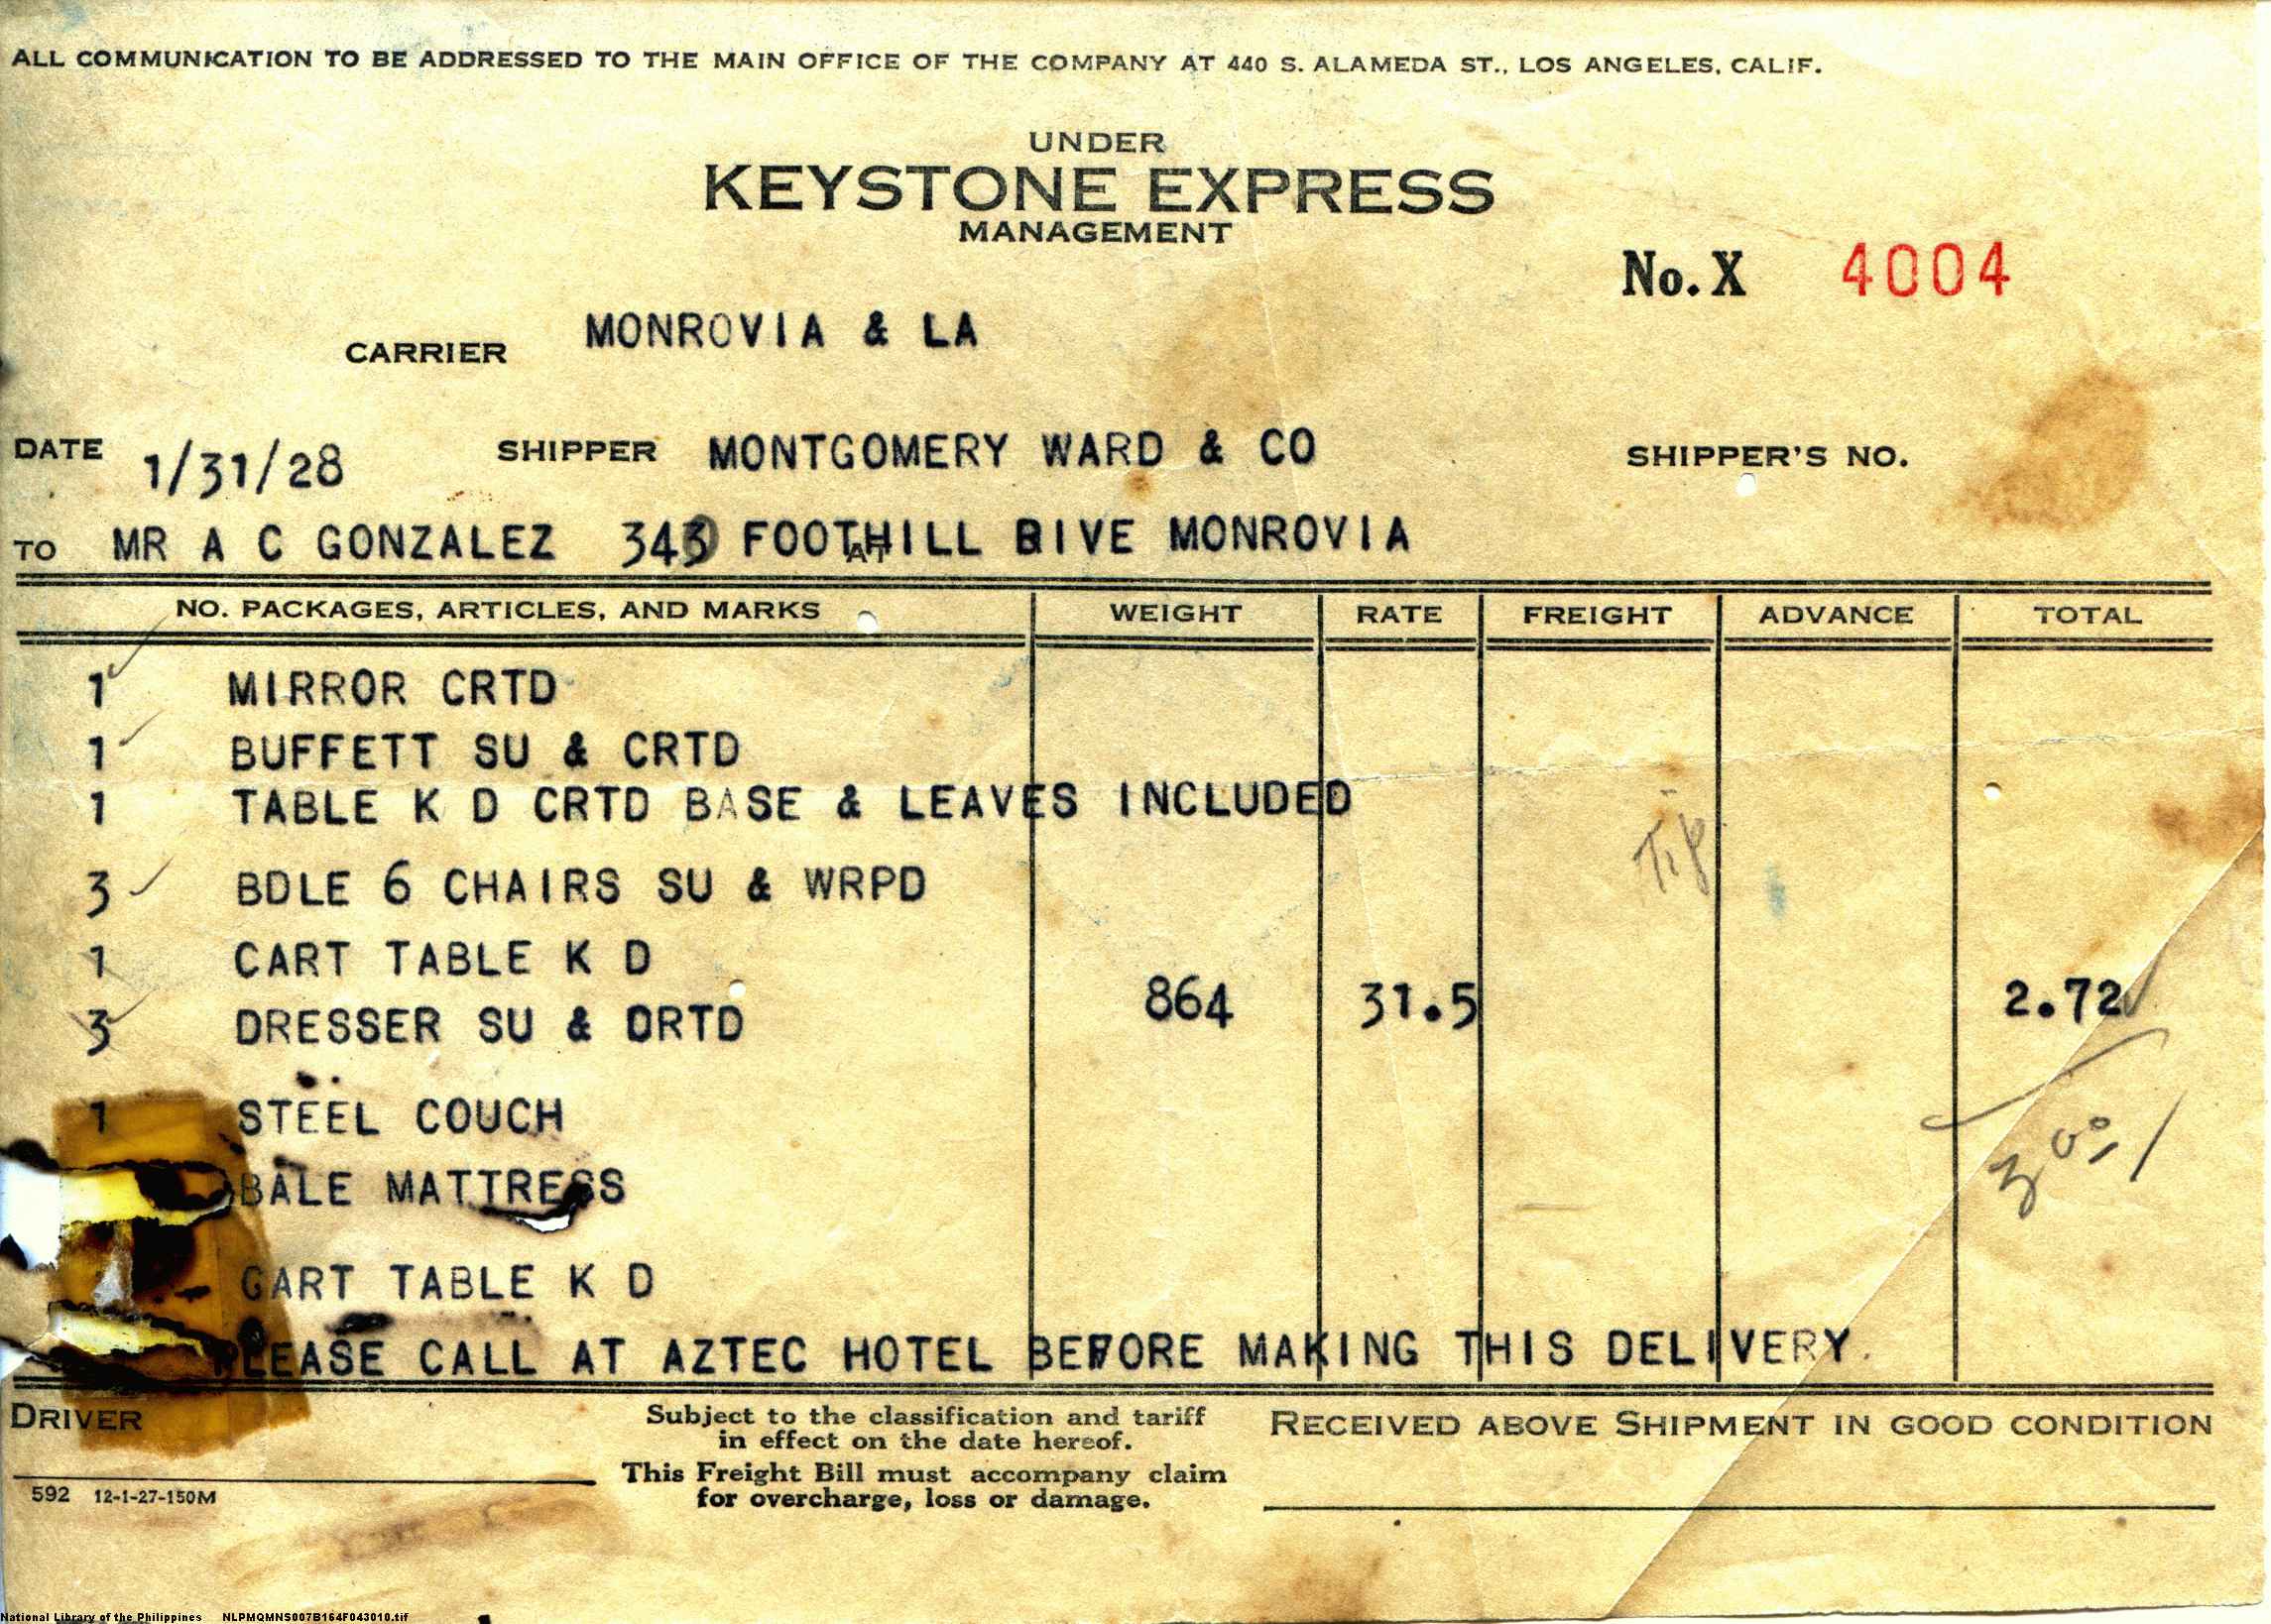 ALL COMMUNICATION TO BE ADDRESSED TO THE MAIN OFFICE OF THE COMPANY AT 440 S. ALAMEDA ST., LOS ANGELES, CALIF.
UNDER
KEYSTONE EXPRESS
MANAGEMENT
No. X 4004
CARRIER MONROVIA & LA
DATE 1/31/28 SHIPPER MONTGOMERY WARD & CO SHIPPER'S NO.
TO MR A C GONZALEZ 343 FOOTHILL BIVE MONROVIA
AT
NO. PACKAGES, ARTICLES, AND MARKS WEIGHT RATE FREIGHT ADVANCE TOTAL
1 MIRROR CRTD
1 BUFFETT SU & CRTD
1 TABLE K D CRTD BASE & LEAVES INCLUDED
3 BDLE 6 CHAIRS SU & WRPD
1 CART TABLE K D
864 31.5 2.72
3 DRESSER SU & DRTD
1 STEEL COUCH
BALE MATTRESS
CART TABLE K D
PLEASE CALL AT AZTEC HOTEL BEFORE MAKING THIS DELIVERY.
DRIVER
Subject to the classification and tariff
in effect on the date hereof.
This Freight Bill must accompany claim
for overcharge, loss or damage.
RECEIVED ABOVE SHIPMENT IN GOOD CONDITION
592 12-1-27-150M
National Library of the Philippines NLPMQMNS007B164F043010.tif